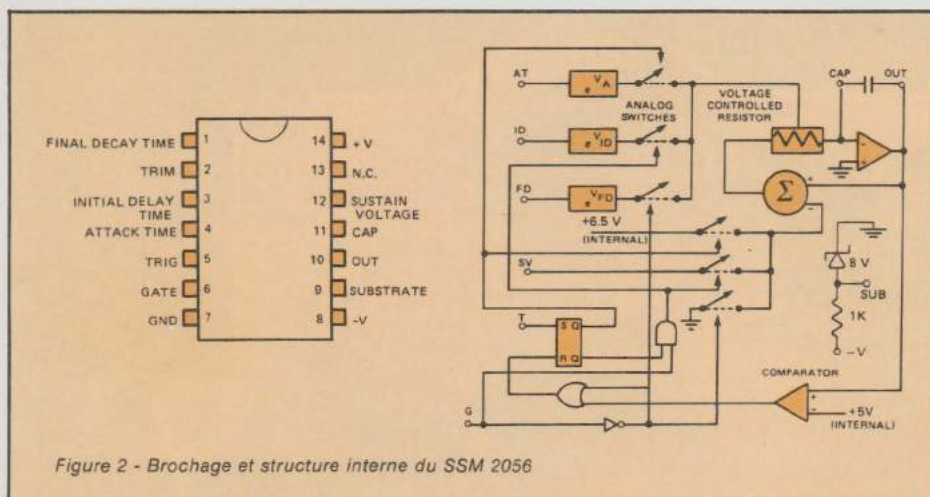 FINAL DECAY TIME 1
TRIM 2
INITIAL DELAY
TIME 3
ATTACK TIME 4
TRIG 5
GATE 6
GND 7
14 +V
13 N.C.
12 SUSTAIN
VOLTAGE
11 CAP
10 OUT
9 SUBSTRATE
8 -V
AT
e VA
ID
e VID
FD
e VFD
ANALOG
SWITCHES
VOLTAGE
CONTROLLED
RESISTOR
CAP
OUT
-
+
Σ
+
-
+6.5 V
(INTERNAL)
SV
8 V
SUB
1K
-V
T
S Q
R Q
G
COMPARATOR
+
-
+5V
(INTERNAL)
Figure 2 - Brochage et structure interne du SSM 2056